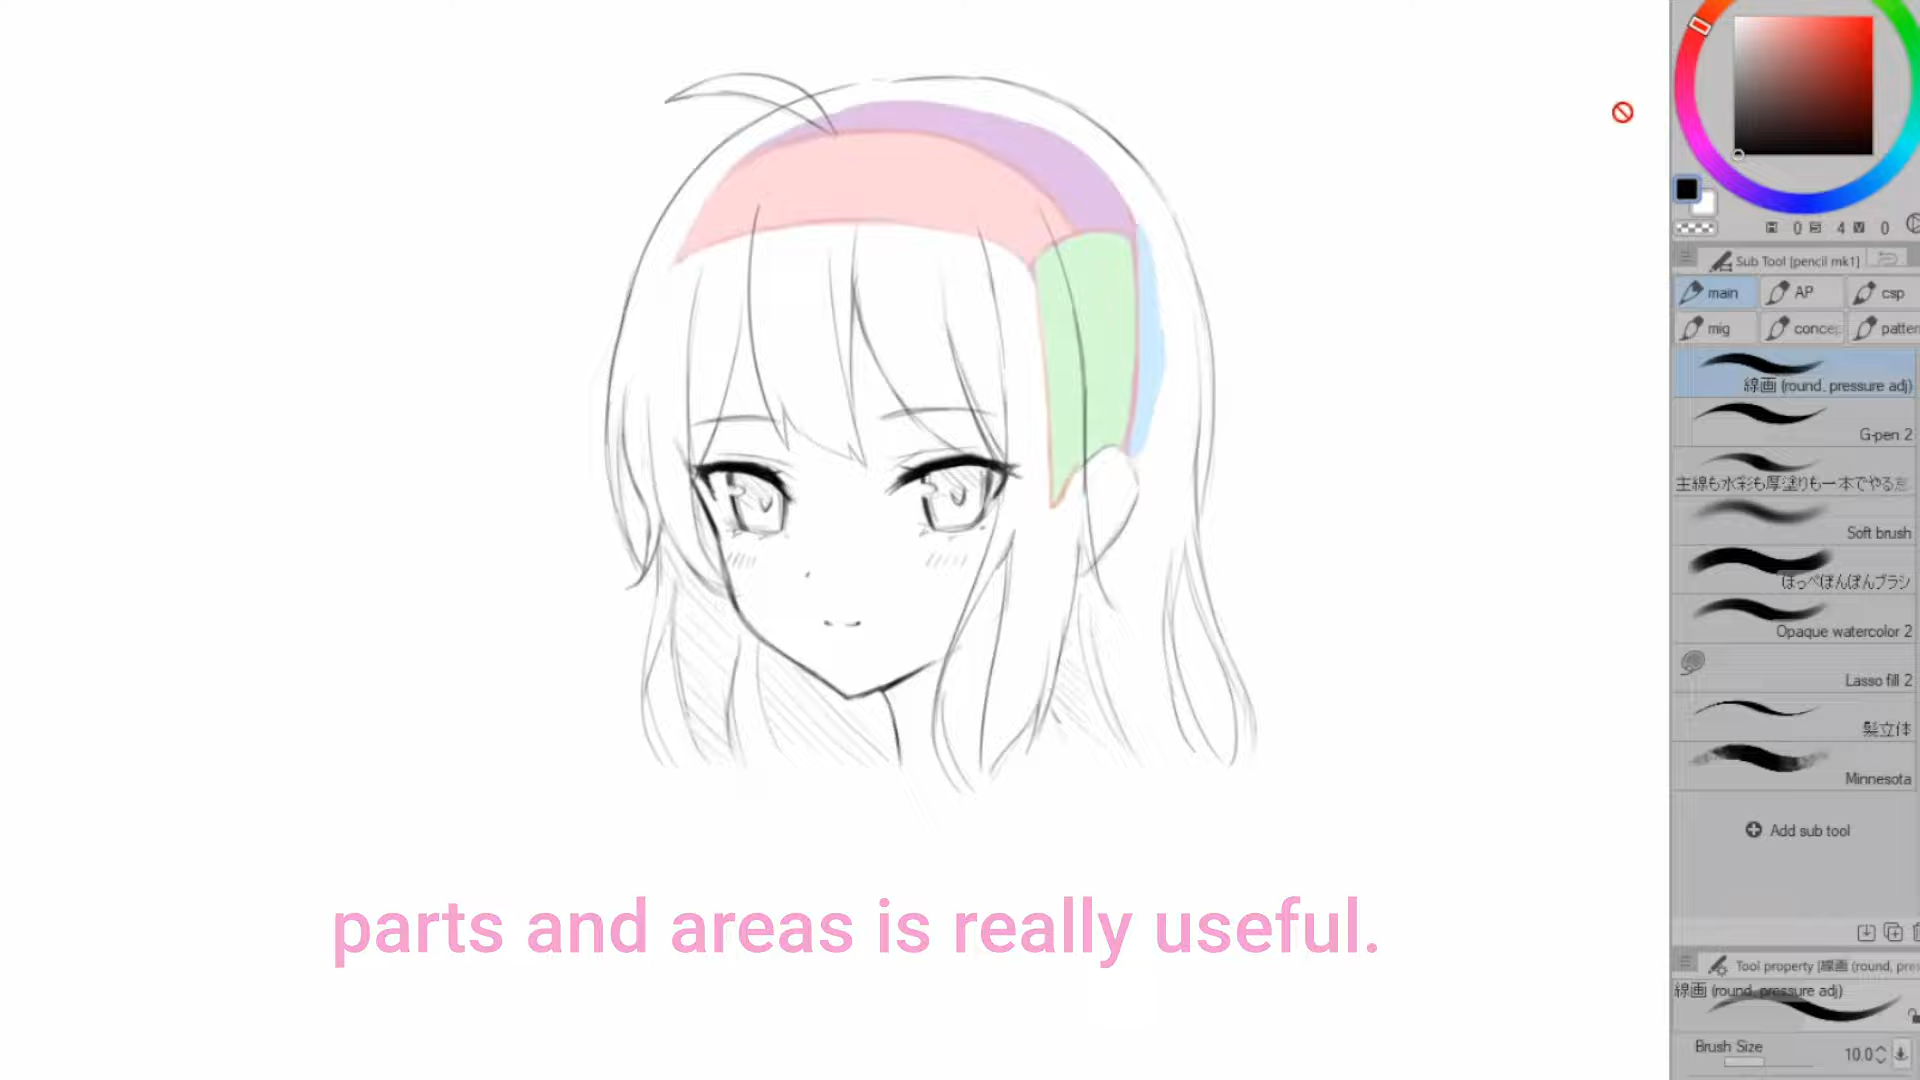 0 4 0
Sub Tool [pencil mk1]
main AP csp
mig
線画 (round, pressure adj)
G-pen 2
主線も水彩も厚塗りも一本でやる
Soft brush
ほっぺぽんぽんブラシ
Opaque watercolor 2
Lasso fill 2
髪立体
Minnesota
Add sub tool
parts and areas is really useful.
Tool property [線画 (round, pre
線画 (round, pressure adj)
Brush Size 10.0